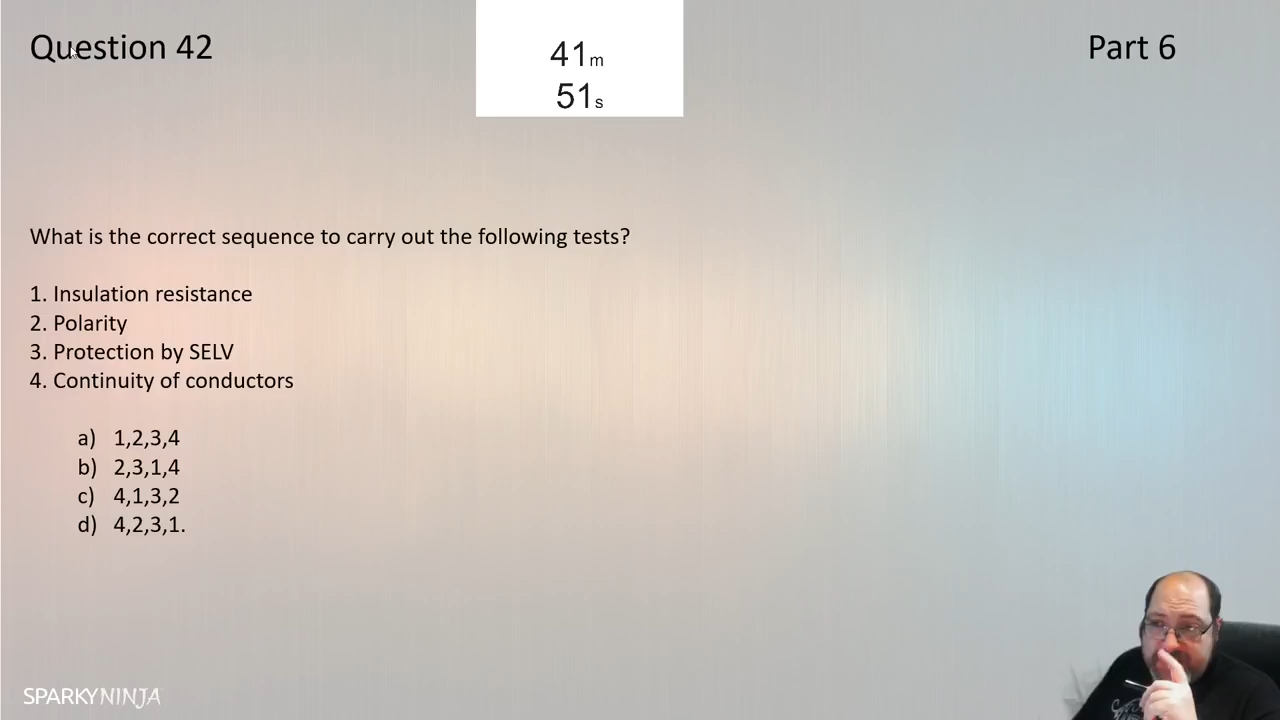 Question 42
41m
51s
Part 6
What is the correct sequence to carry out the following tests?
1. Insulation resistance
2. Polarity
3. Protection by SELV
4. Continuity of conductors
a) 1,2,3,4
b) 2,3,1,4
c) 4,1,3,2
d) 4,2,3,1.
SPARKYNINJA